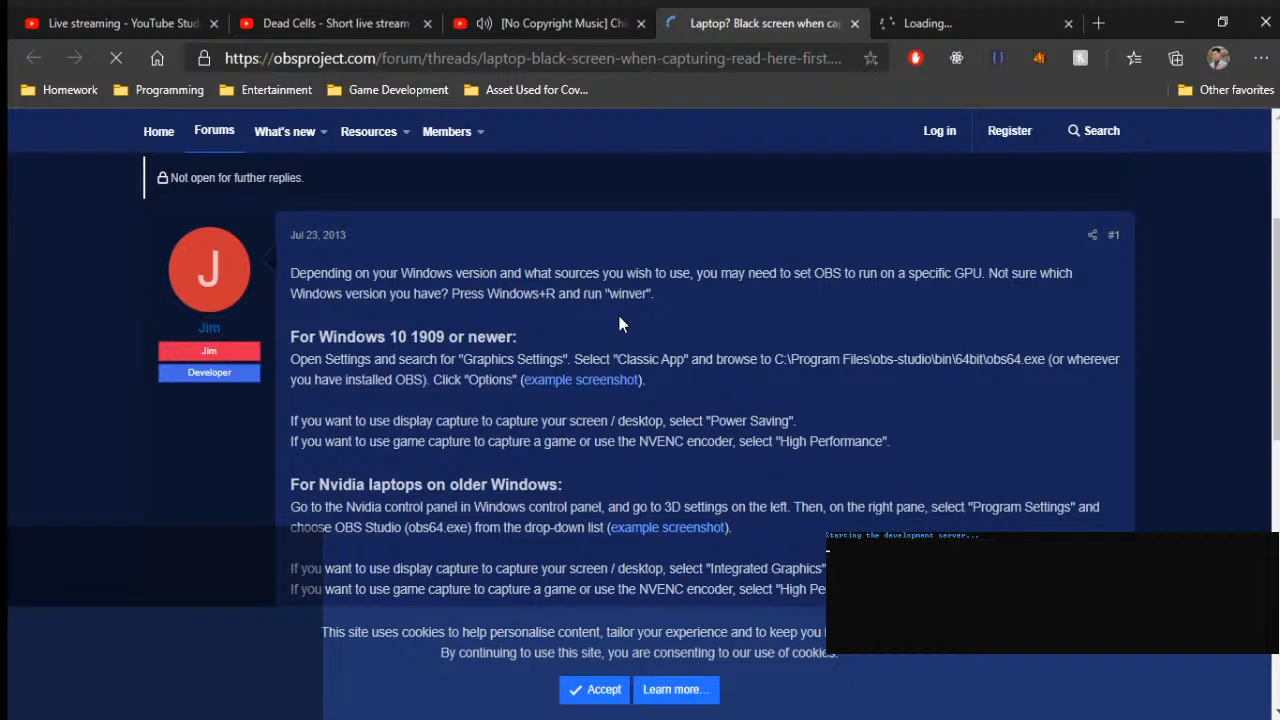 Live streaming - YouTube Stud
Dead Cells - Short live stream
[No Copyright Music] Chi
Laptop? Black screen when ca
Loading...
https://obsproject.com/forum/threads/laptop-black-screen-when-capturing-read-here-first....
Homework
Programming
Entertainment
Game Development
Asset Used for Cov...
Other favorites
Home
Forums
What's new
Resources
Members
Log in
Register
Search
Not open for further replies.
J
Jim
Jim
Developer
Jul 23, 2013
#1
Depending on your Windows version and what sources you wish to use, you may need to set OBS to run on a specific GPU. Not sure which
Windows version you have? Press Windows+R and run "winver".
For Windows 10 1909 or newer:
Open Settings and search for "Graphics Settings". Select "Classic App" and browse to C:\Program Files\obs-studio\bin\64bit\obs64.exe (or wherever
you have installed OBS). Click "Options" (example screenshot).
If you want to use display capture to capture your screen / desktop, select "Power Saving".
If you want to use game capture to capture a game or use the NVENC encoder, select "High Performance".
For Nvidia laptops on older Windows:
Go to the Nvidia control panel in Windows control panel, and go to 3D settings on the left. Then, on the right pane, select "Program Settings" and
choose OBS Studio (obs64.exe) from the drop-down list (example screenshot).
Starting the development server...
If you want to use display capture to capture your screen / desktop, select "Integrated Graphics"
If you want to use game capture to capture a game or use the NVENC encoder, select "High Pe
This site uses cookies to help personalise content, tailor your experience and to keep you
By continuing to use this site, you are consenting to our use of cookies.
Accept
Learn more...